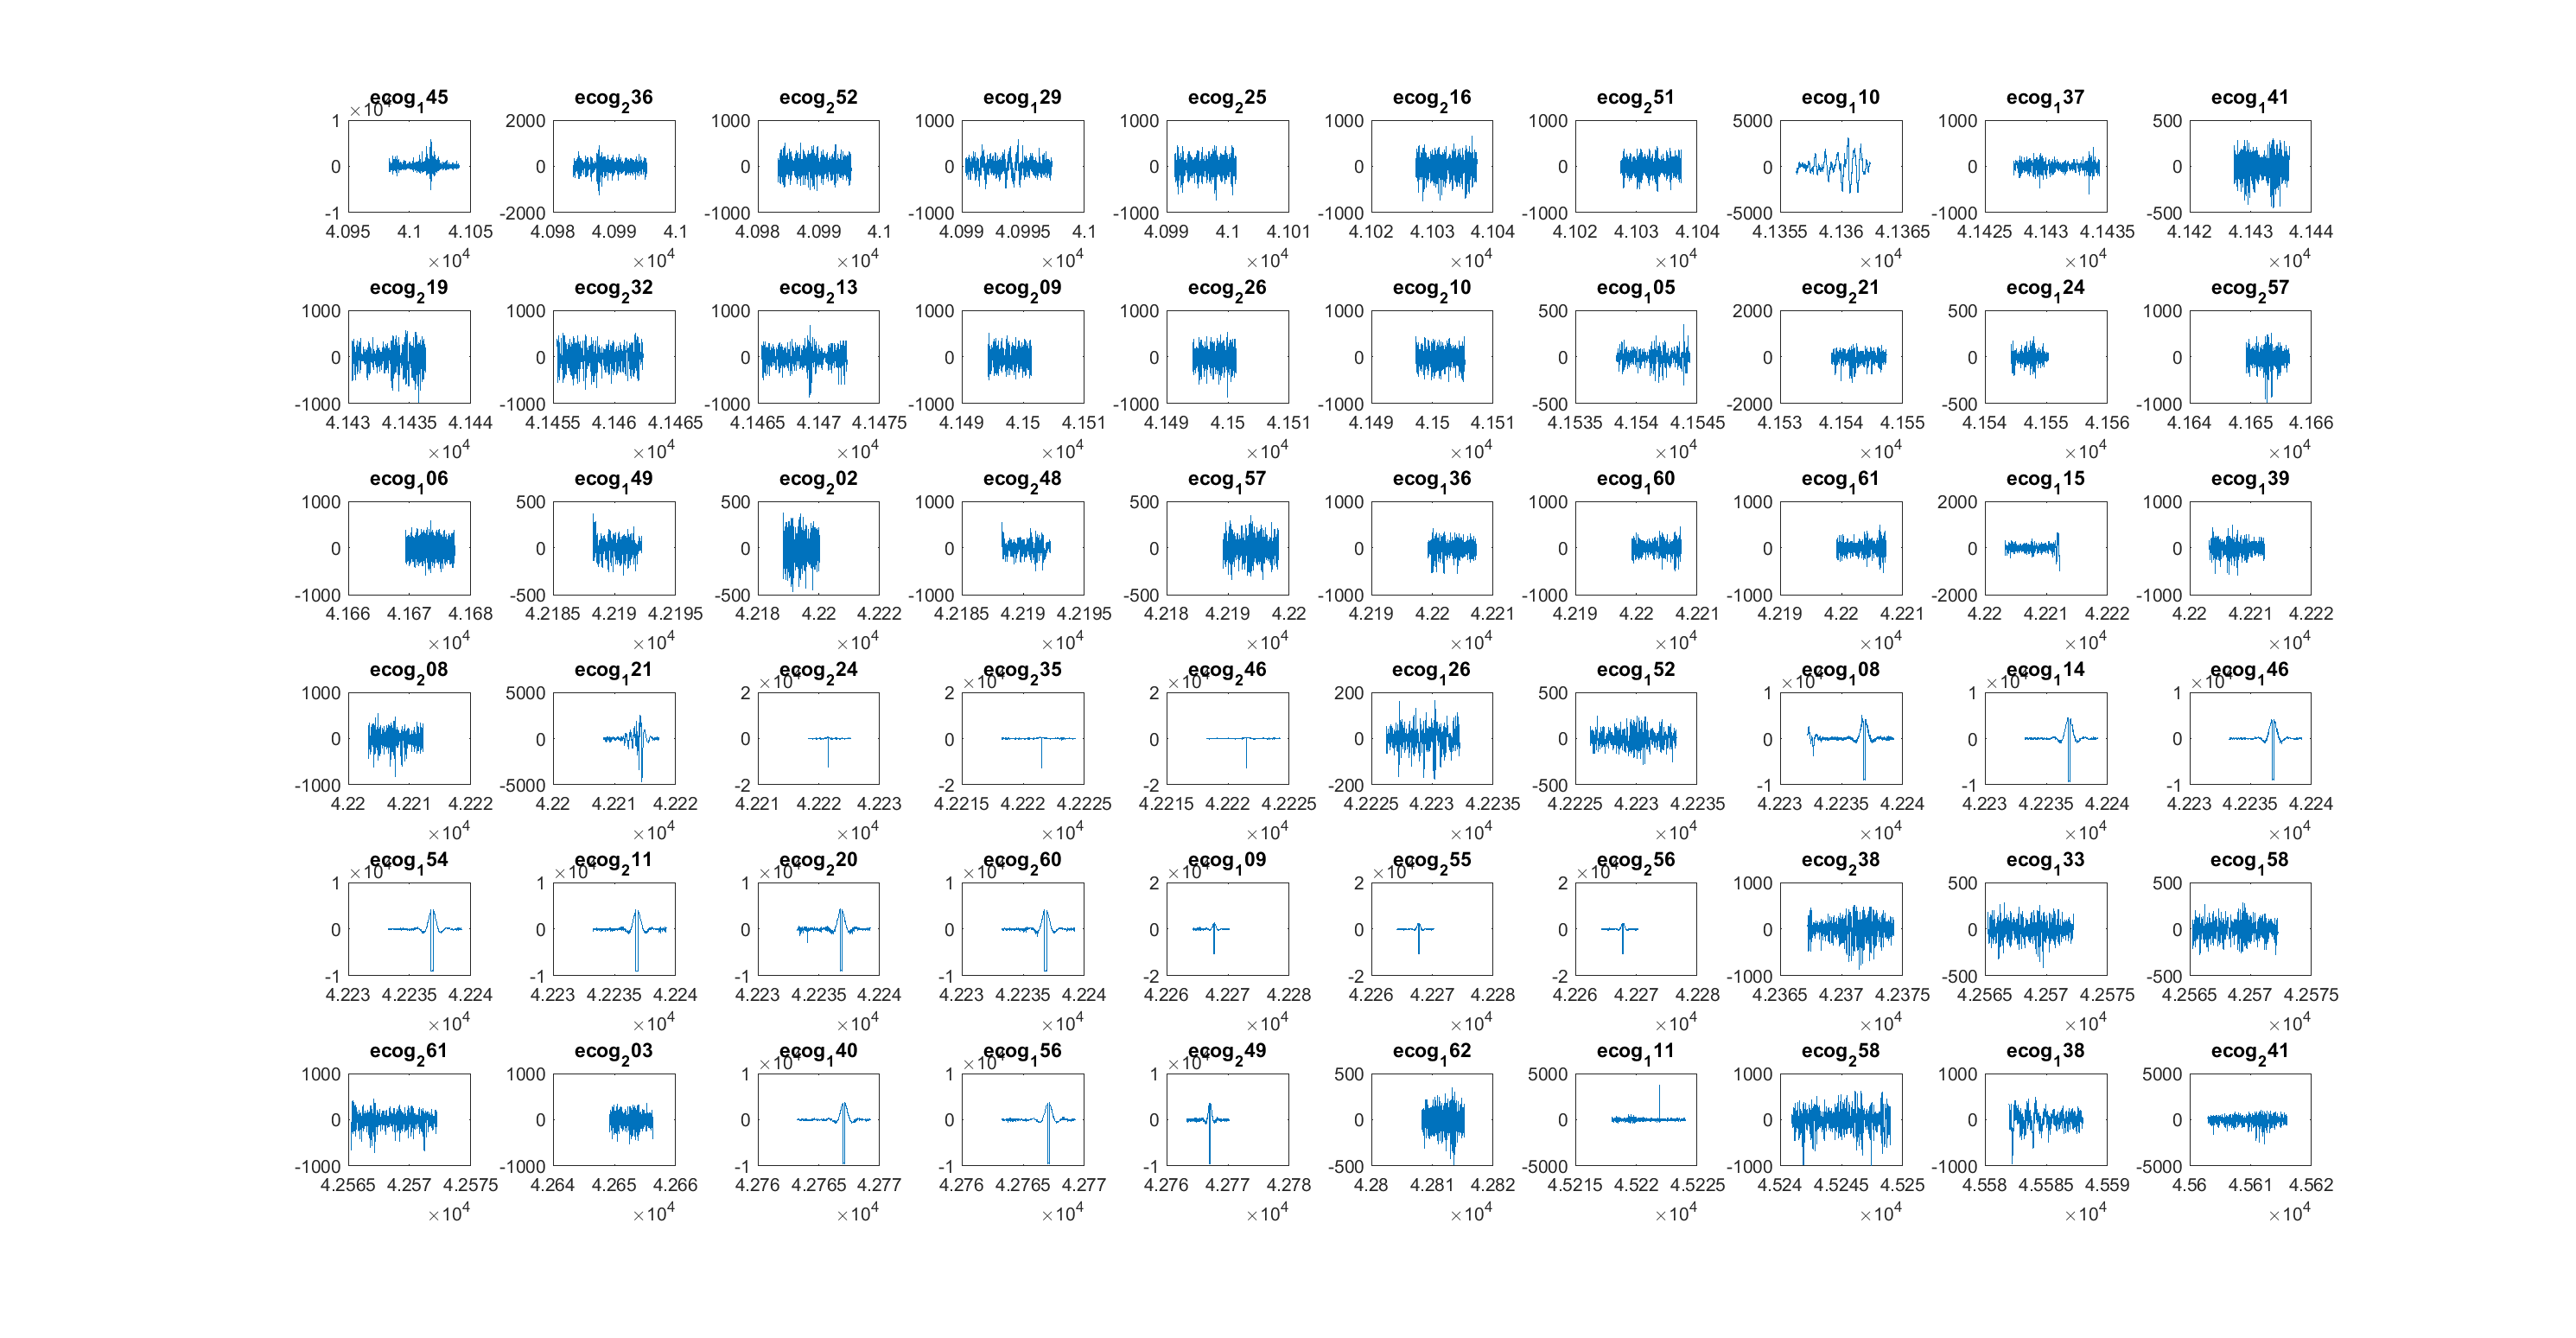 ecog₁45 ecog₂36 ecog₂52 ecog₁29 ecog₂25 ecog₂16 ecog₂51 ecog₁10 ecog₁37 ecog₁41
×10⁴
1 2000 1000 1000 1000 1000 1000 5000 1000 500
0 0 0 0 0 0 0 0 0 0
-1 -2000 -1000 -1000 -1000 -1000 -1000 -5000 -1000 -500
4.095 4.1 4.105 4.098 4.099 4.1 4.098 4.099 4.1 4.099 4.0995 4.1 4.099 4.1 4.101 4.102 4.103 4.104 4.102 4.103 4.104 4.1355 4.136 4.1365 4.1425 4.143 4.1435 4.142 4.143 4.144
×10⁴ ×10⁴ ×10⁴ ×10⁴ ×10⁴ ×10⁴ ×10⁴ ×10⁴ ×10⁴ ×10⁴
ecog₂19 ecog₂32 ecog₂13 ecog₂09 ecog₂26 ecog₂10 ecog₁05 ecog₂21 ecog₁24 ecog₂57
1000 1000 1000 1000 1000 1000 500 2000 500 1000
0 0 0 0 0 0 0 0 0 0
-1000 -1000 -1000 -1000 -1000 -1000 -500 -2000 -500 -1000
4.143 4.1435 4.144 4.1455 4.146 4.1465 4.1465 4.147 4.1475 4.149 4.15 4.151 4.149 4.15 4.151 4.149 4.15 4.151 4.1535 4.154 4.1545 4.153 4.154 4.155 4.154 4.155 4.156 4.164 4.165 4.166
×10⁴ ×10⁴ ×10⁴ ×10⁴ ×10⁴ ×10⁴ ×10⁴ ×10⁴ ×10⁴ ×10⁴
ecog₁06 ecog₁49 ecog₂02 ecog₂48 ecog₁57 ecog₁36 ecog₁60 ecog₁61 ecog₁15 ecog₁39
1000 500 500 1000 500 1000 1000 1000 2000 1000
0 0 0 0 0 0 0 0 0 0
-1000 -500 -500 -1000 -500 -1000 -1000 -1000 -2000 -1000
4.166 4.167 4.168 4.2185 4.219 4.2195 4.218 4.22 4.222 4.2185 4.219 4.2195 4.218 4.219 4.22 4.219 4.22 4.221 4.219 4.22 4.221 4.219 4.22 4.221 4.22 4.221 4.222 4.22 4.221 4.222
×10⁴ ×10⁴ ×10⁴ ×10⁴ ×10⁴ ×10⁴ ×10⁴ ×10⁴ ×10⁴ ×10⁴
ecog₂08 ecog₁21 ecog₂24 ecog₂35 ecog₂46 ecog₁26 ecog₁52 ecog₁08 ecog₁14 ecog₁46
×10⁴ ×10⁴ ×10⁴ ×10⁴ ×10⁴ ×10⁴
1000 5000 2 2 2 200 500 1 1 1
0 0 0 0 0 0 0 0 0 0
-1000 -5000 -2 -2 -2 -200 -500 -1 -1 -1
4.22 4.221 4.222 4.22 4.221 4.222 4.221 4.222 4.223 4.2215 4.222 4.2225 4.2215 4.222 4.2225 4.2225 4.223 4.2235 4.2225 4.223 4.2235 4.223 4.2235 4.224 4.223 4.2235 4.224 4.223 4.2235 4.224
×10⁴ ×10⁴ ×10⁴ ×10⁴ ×10⁴ ×10⁴ ×10⁴ ×10⁴ ×10⁴ ×10⁴
ecog₁54 ecog₂11 ecog₂20 ecog₂60 ecog₁09 ecog₂55 ecog₂56 ecog₂38 ecog₁33 ecog₁58
×10⁴ ×10⁴ ×10⁴ ×10⁴ ×10⁴ ×10⁴ ×10⁴
1 1 1 1 2 2 2 1000 500 500
0 0 0 0 0 0 0 0 0 0
-1 -1 -1 -1 -2 -2 -2 -1000 -500 -500
4.223 4.2235 4.224 4.223 4.2235 4.224 4.223 4.2235 4.224 4.223 4.2235 4.224 4.226 4.227 4.228 4.226 4.227 4.228 4.226 4.227 4.228 4.2365 4.237 4.2375 4.2565 4.257 4.2575 4.2565 4.257 4.2575
×10⁴ ×10⁴ ×10⁴ ×10⁴ ×10⁴ ×10⁴ ×10⁴ ×10⁴ ×10⁴ ×10⁴
ecog₂61 ecog₂03 ecog₁40 ecog₁56 ecog₂49 ecog₁62 ecog₁11 ecog₂58 ecog₁38 ecog₂41
×10⁴ ×10⁴ ×10⁴
1000 1000 1 1 1 500 5000 1000 1000 5000
0 0 0 0 0 0 0 0 0 0
-1000 -1000 -1 -1 -1 -500 -5000 -1000 -1000 -5000
4.2565 4.257 4.2575 4.264 4.265 4.266 4.276 4.2765 4.277 4.276 4.2765 4.277 4.276 4.277 4.278 4.28 4.281 4.282 4.5215 4.522 4.5225 4.524 4.5245 4.525 4.558 4.5585 4.559 4.56 4.561 4.562
×10⁴ ×10⁴ ×10⁴ ×10⁴ ×10⁴ ×10⁴ ×10⁴ ×10⁴ ×10⁴ ×10⁴